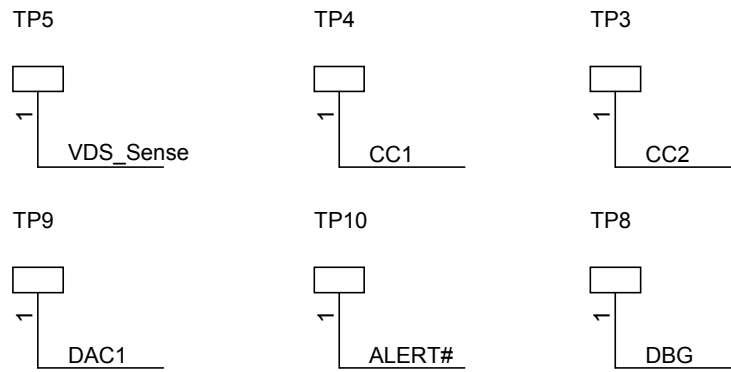 TP5 TP4 TP3
1 1 1
VDS_Sense CC1 CC2
TP9 TP10 TP8
1 1 1
DAC1 ALERT# DBG